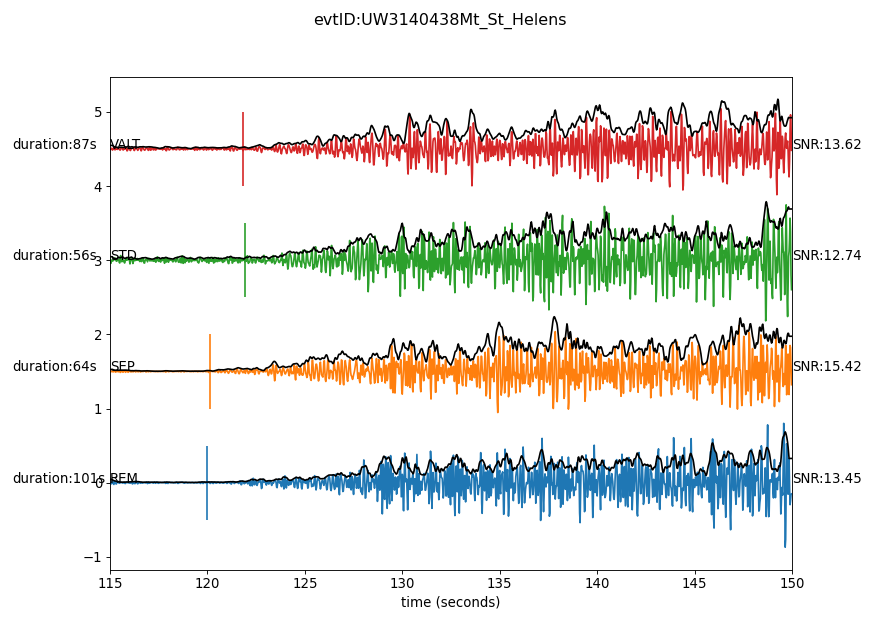 evtID:UW3140438Mt_St_Helens
5
duration:87s VALT SNR:13.62
4
duration:56s STD SNR:12.74
3
2
duration:64s SEP SNR:15.42
1
duration:101s REM SNR:13.45
0
−1
115 120 125 130 135 140 145 150
time (seconds)